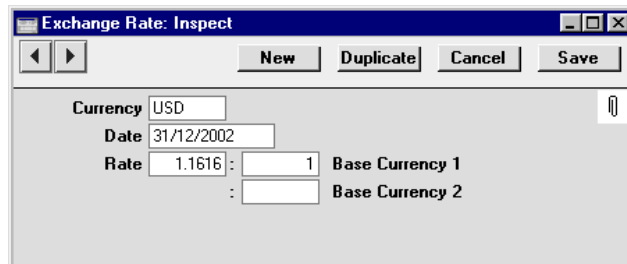 Exchange Rate: Inspect
New Duplicate Cancel Save
Currency USD
Date 31/12/2002
Rate 1.1616 : 1 Base Currency 1
: Base Currency 2